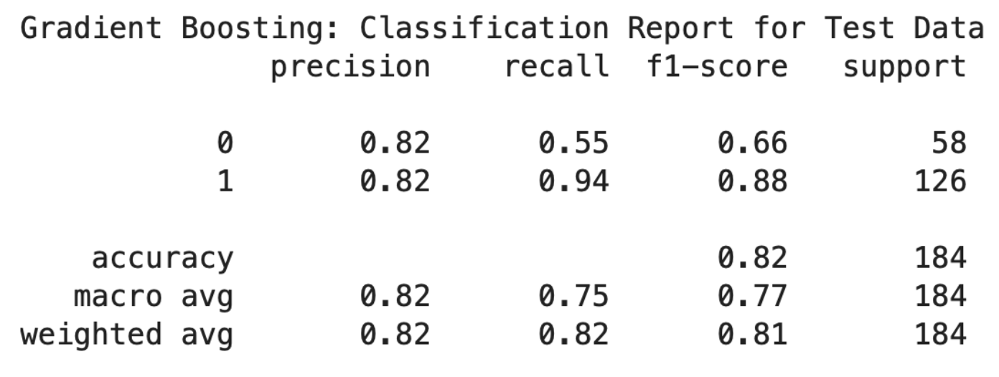 Gradient Boosting: Classification Report for Test Data
precision recall f1-score support
0 0.82 0.55 0.66 58
1 0.82 0.94 0.88 126
accuracy 0.82 184
macro avg 0.82 0.75 0.77 184
weighted avg 0.82 0.82 0.81 184